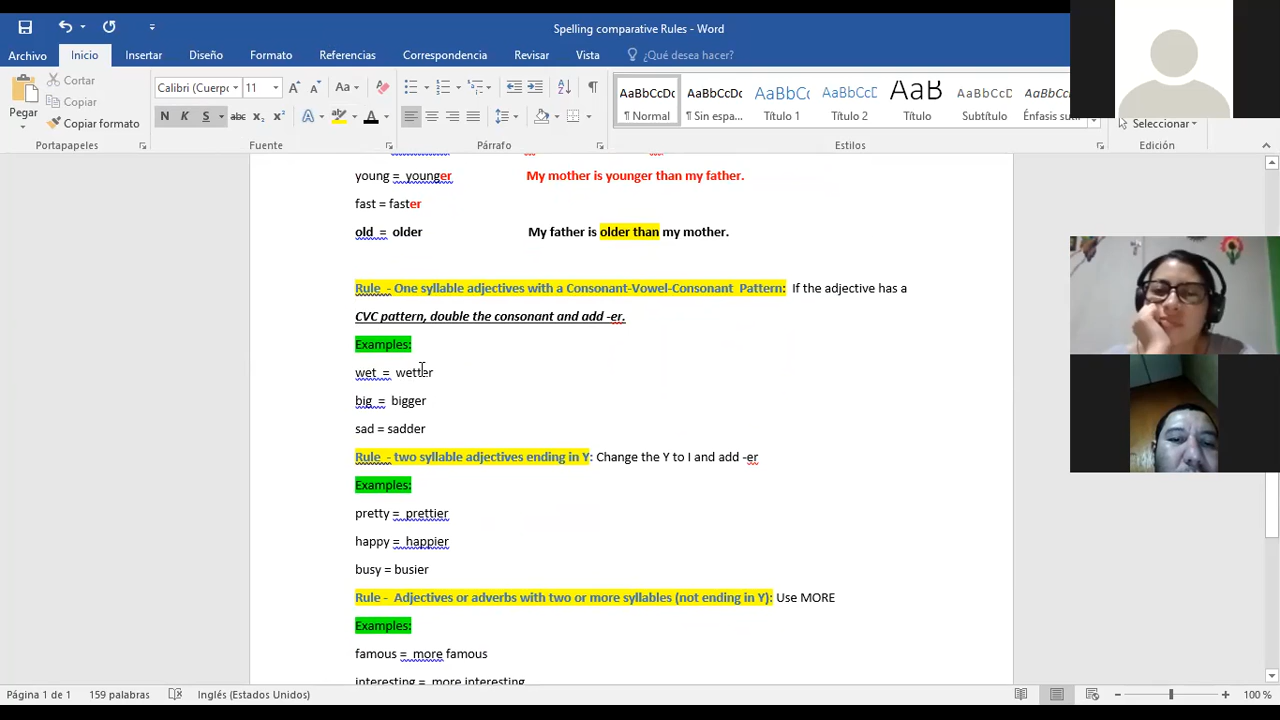 Spelling comparative Rules - Word
Archivo Inicio Insertar Diseño Formato Referencias Correspondencia Revisar Vista ¿Qué desea hacer?
Pegar
Cortar
Copiar
Copiar formato
Calibri (Cuerpo 11
N K S abc x₂ x²
AaBbCcDc AaBbCcDc AaBbCc AaBbCcD AaB AaBbCcD AaBbCcDc
¶ Normal ¶ Sin espa... Título 1 Título 2 Título Subtítulo Énfasis sutil
Seleccionar
Portapapeles Fuente Párrafo Estilos Edición
young = younger My mother is younger than my father.
fast = faster
old = older My father is older than my mother.
Rule - One syllable adjectives with a Consonant-Vowel-Consonant Pattern: If the adjective has a
CVC pattern, double the consonant and add -er.
Examples:
wet = wetter
big = bigger
sad = sadder
Rule - two syllable adjectives ending in Y: Change the Y to I and add -er
Examples:
pretty = prettier
happy = happier
busy = busier
Rule - Adjectives or adverbs with two or more syllables (not ending in Y): Use MORE
Examples:
famous = more famous
interesting = more interesting
Página 1 de 1 159 palabras Inglés (Estados Unidos) 100 %